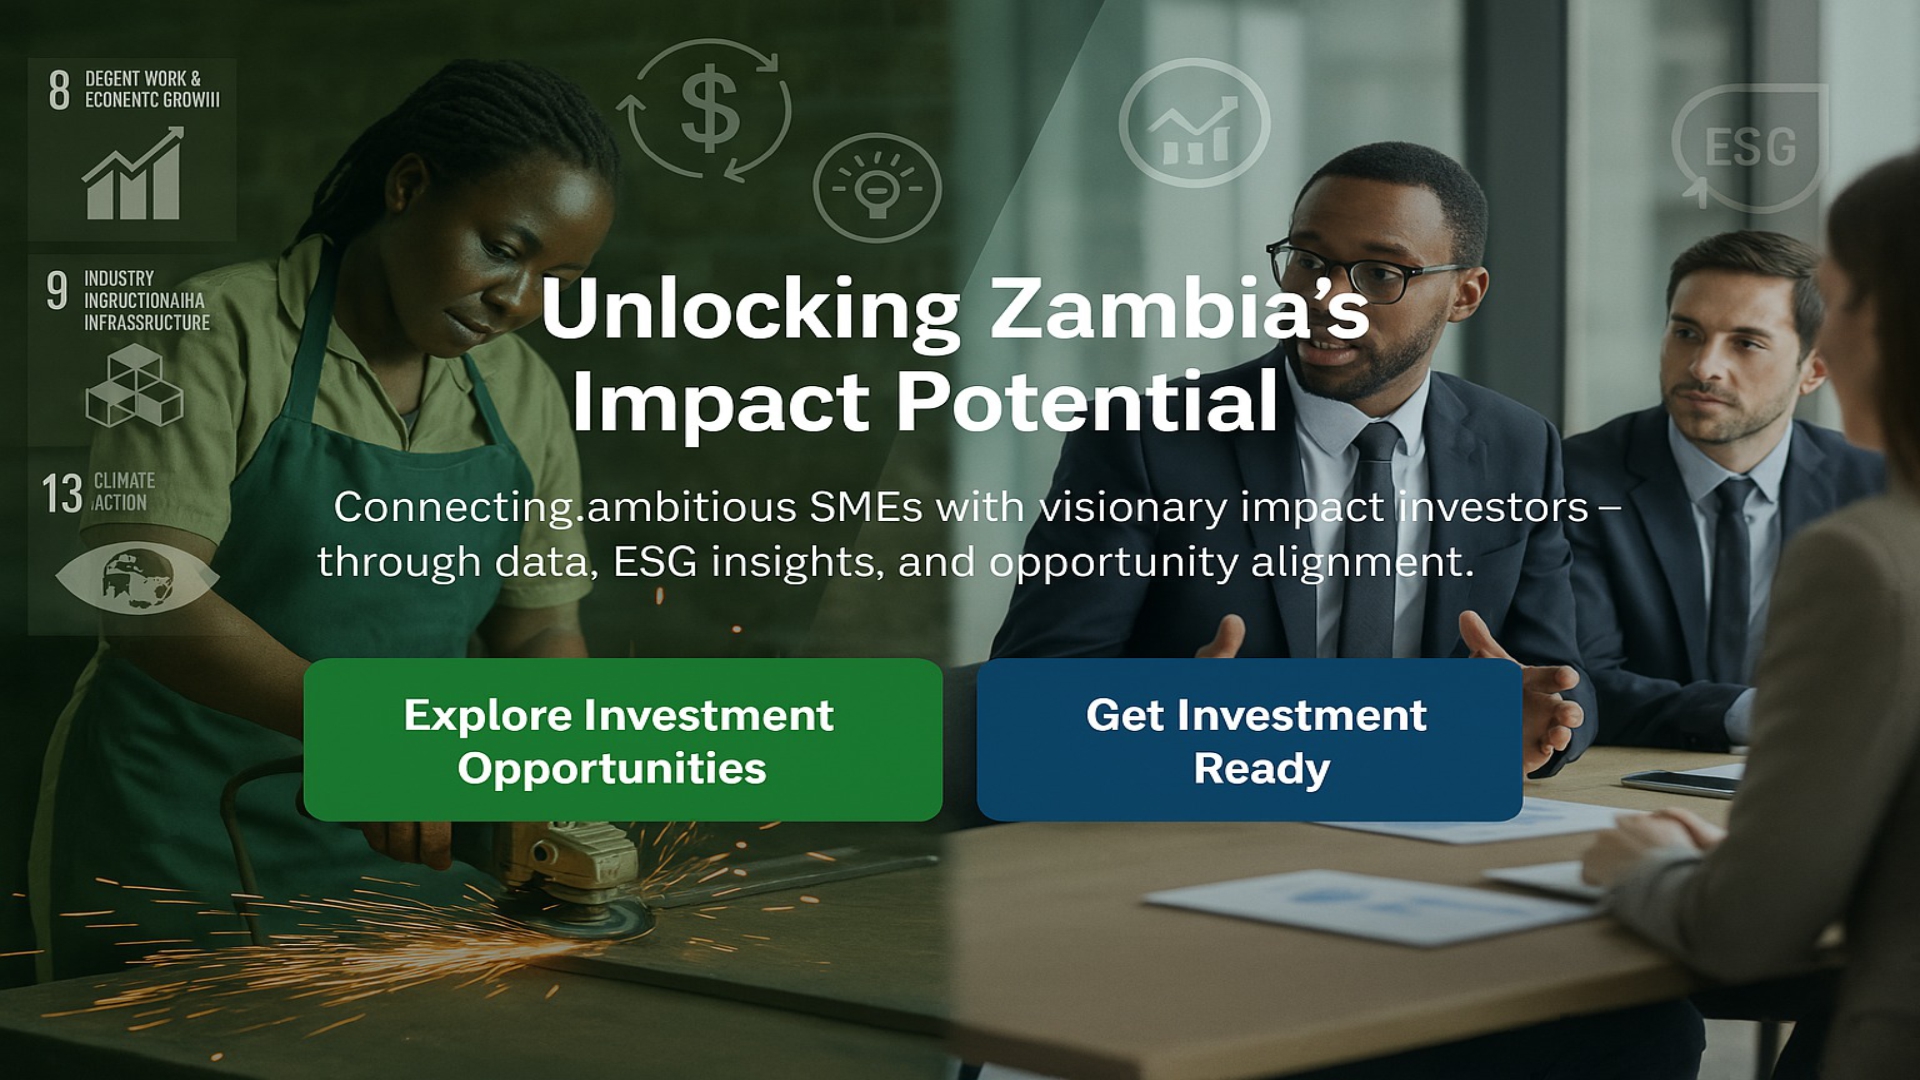 8 DEGENT WORK &
ECONENTC GROWIII
9 INDUSTRY
INGRUCTIONAIHA
INFRASSRUCTURE
13 CLIMATE
ACTION
$
ESG
Unlocking Zambia’s
Impact Potential
Connecting.ambitious SMEs with visionary impact investors –
through data, ESG insights, and opportunity alignment.
Explore Investment
Opportunities
Get Investment
Ready